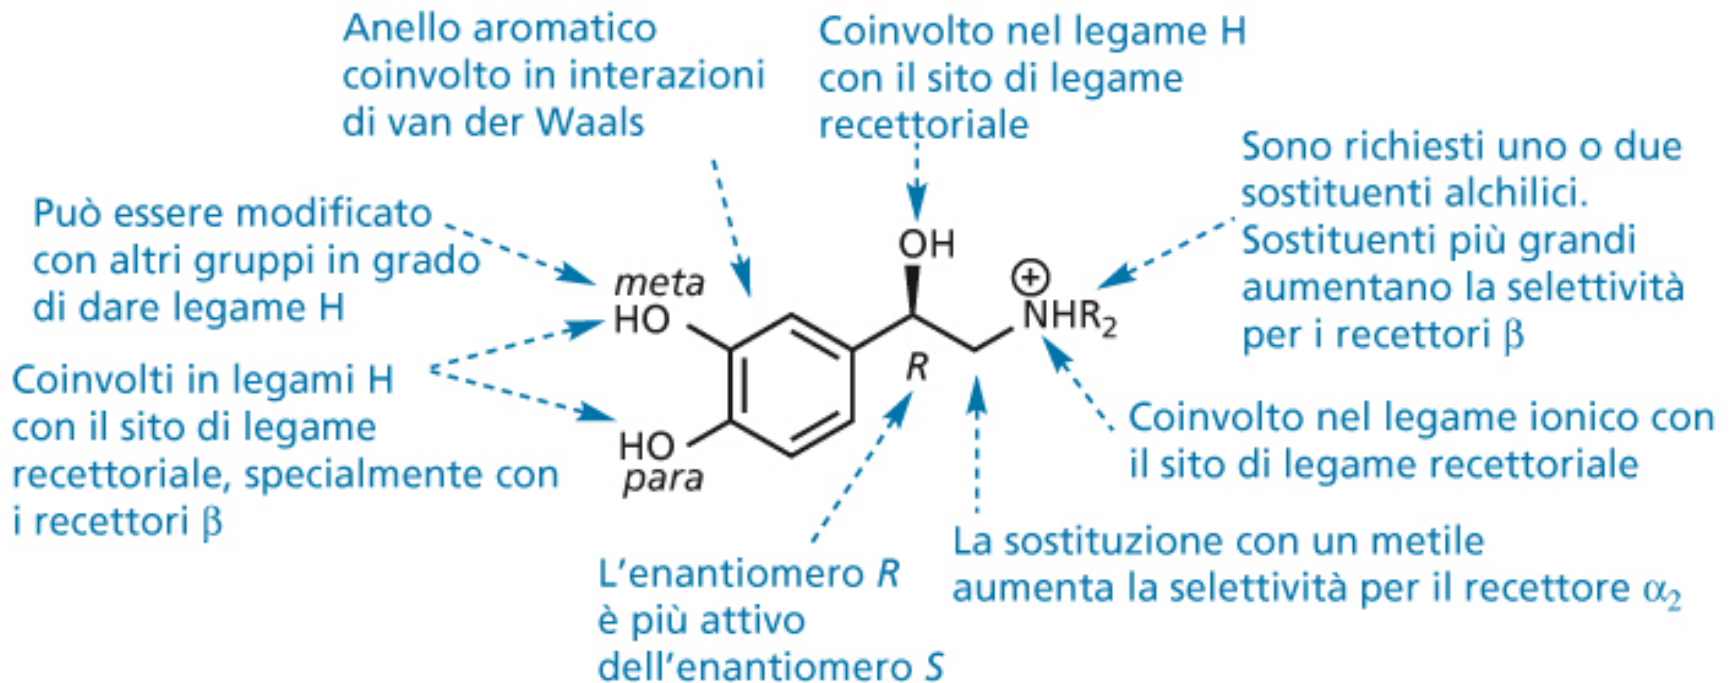 Anello aromatico
coinvolto in interazioni
di van der Waals
Coinvolto nel legame H
con il sito di legame
recettoriale
Sono richiesti uno o due
sostituenti alchilici.
Sostituenti più grandi
aumentano la selettività
per i recettori β
Può essere modificato
con altri gruppi in grado
di dare legame H
meta
HO
OH
+
NHR₂
R
HO
para
Coinvolti in legami H
con il sito di legame
recettoriale, specialmente con
i recettori β
Coinvolto nel legame ionico con
il sito di legame recettoriale
L'enantiomero R
è più attivo
dell'enantiomero S
La sostituzione con un metile
aumenta la selettività per il recettore α₂